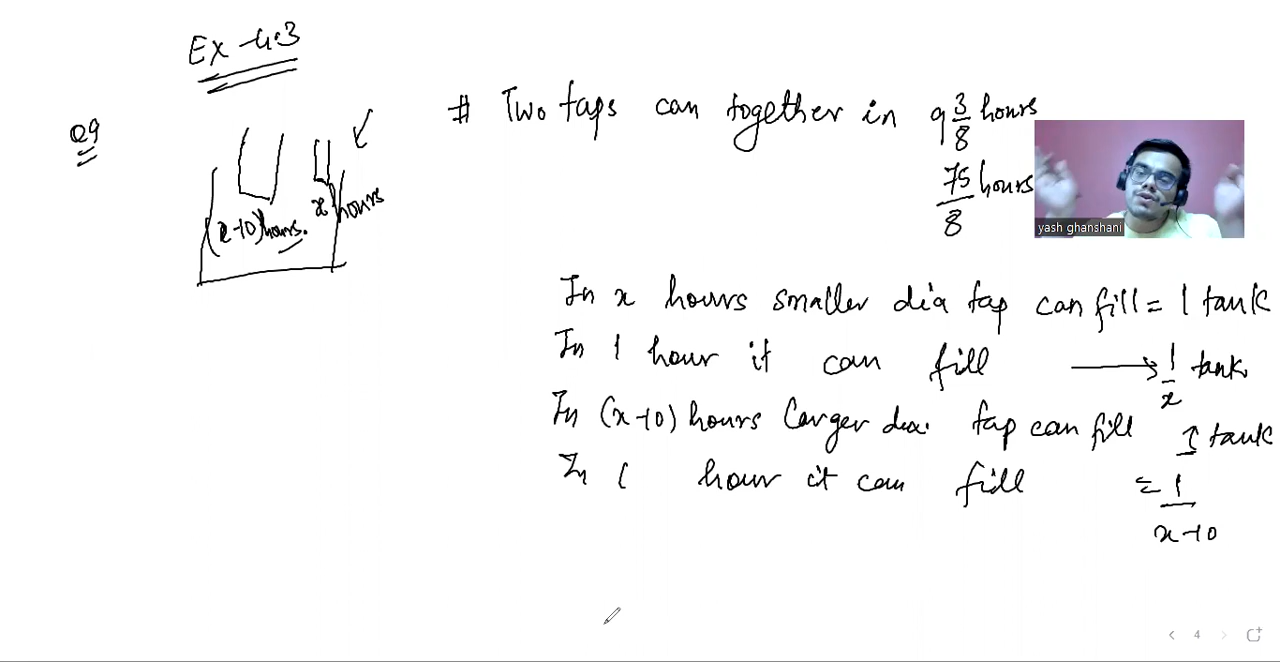 Ex - 4.3
Q9
(x-10) hours.
x hours
# Two taps can together in 9 3/8 hours
75/8 hours
yash ghanshani
In x hours smaller dia tap can fill = 1 tank
In 1 hour it can fill → 1/x tank
In (x-10) hours larger dia. tap can fill 1 tank
In 1 hour it can fill = 1/x-10
4